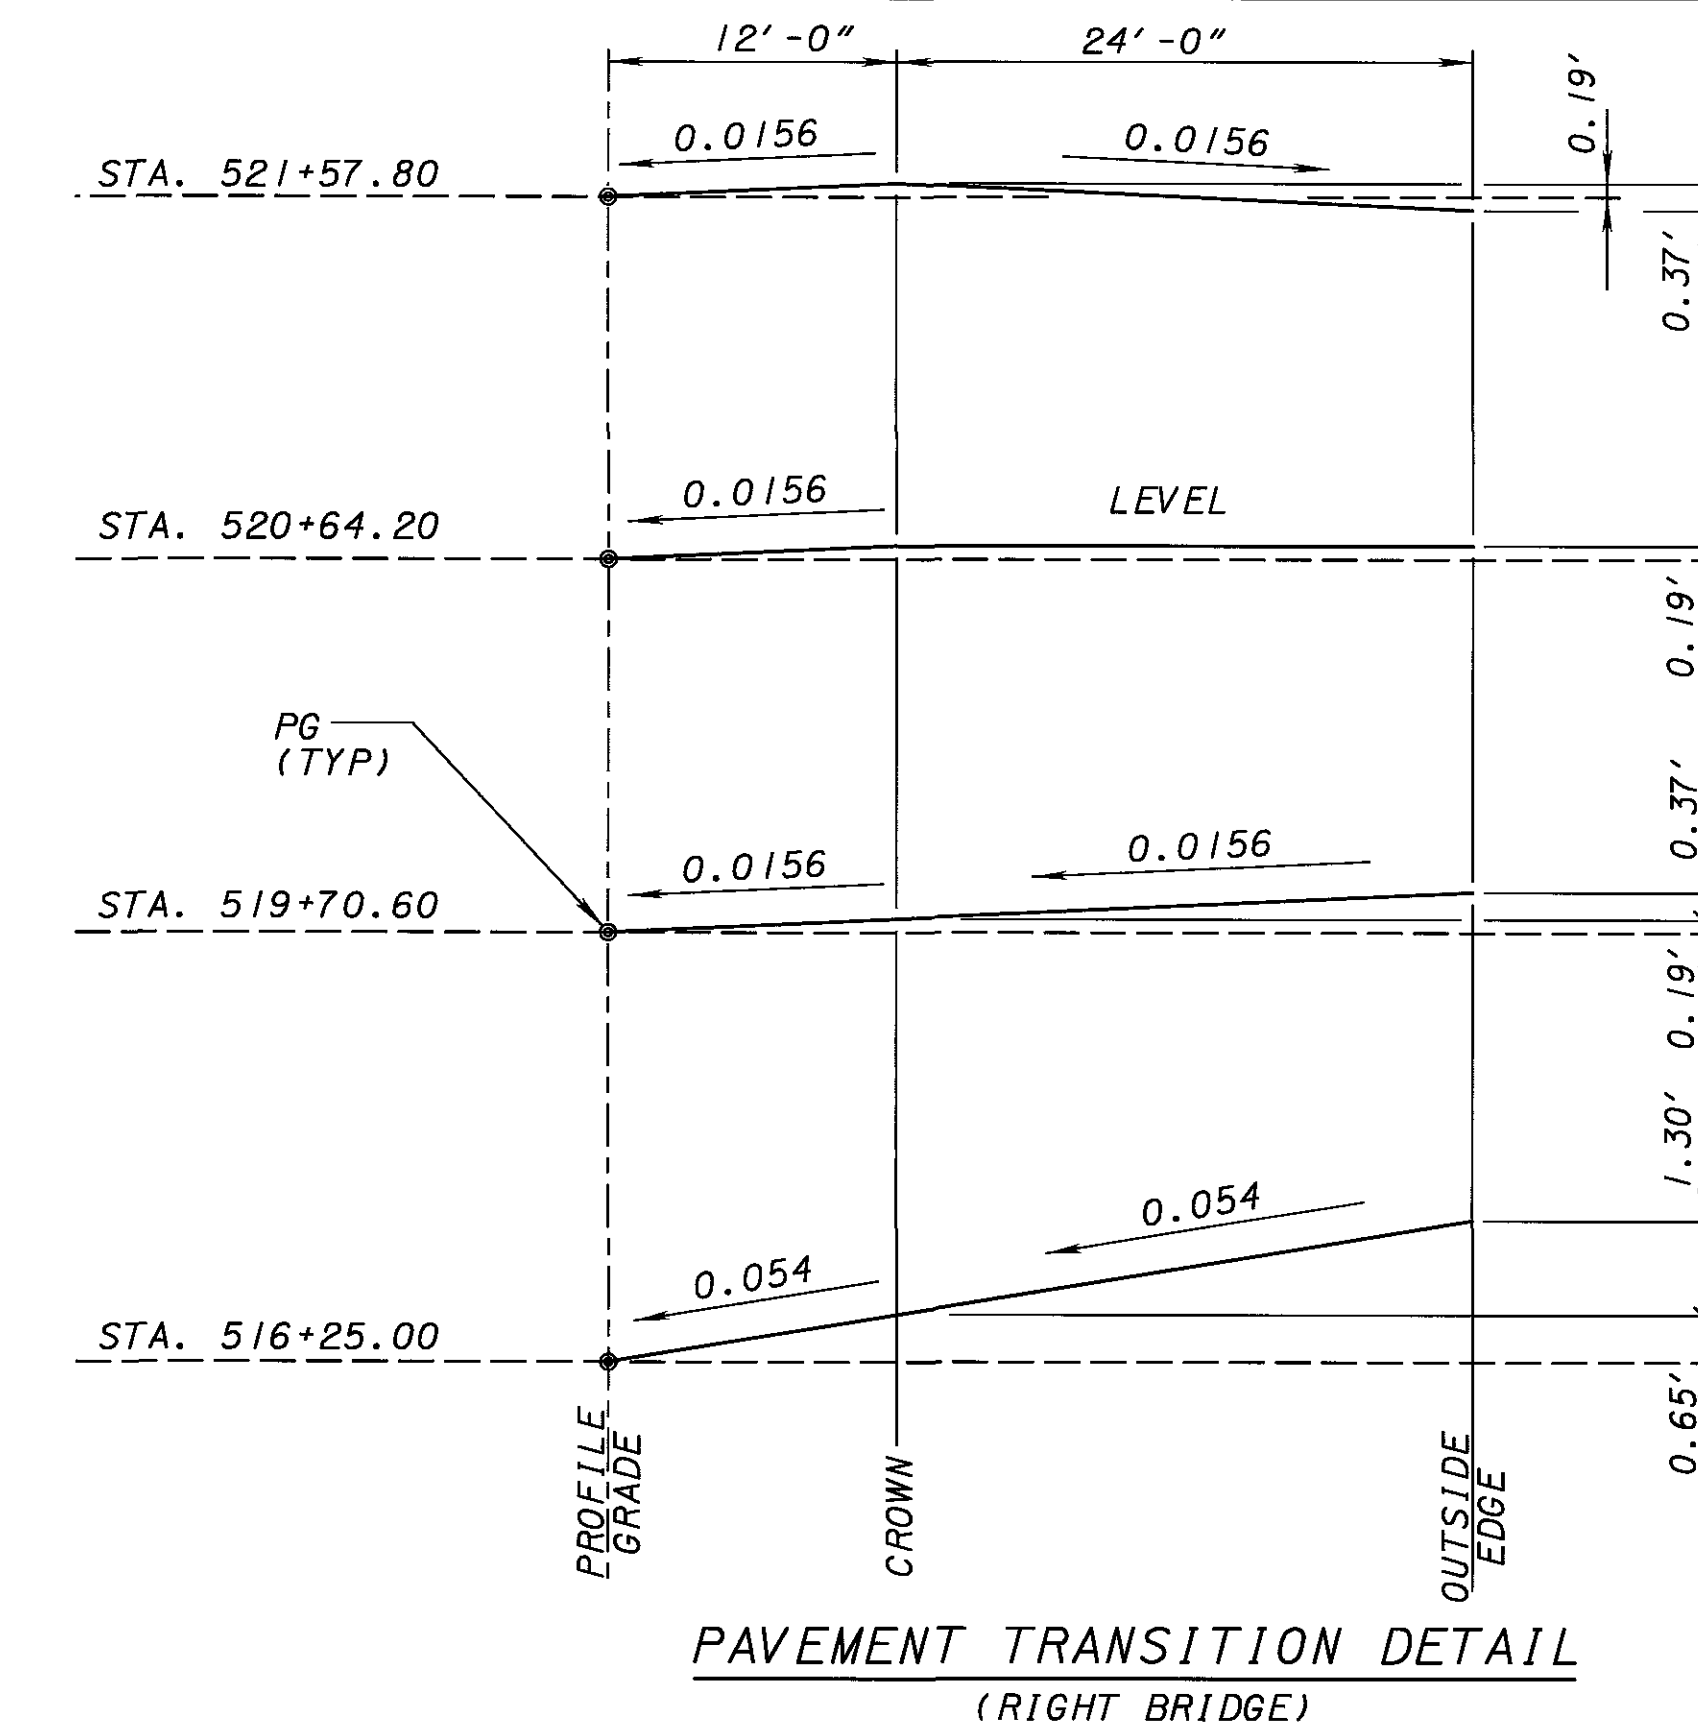 12'-0" 24'-0"
0.19'
0.0156 0.0156
STA. 521+57.80
0.37'
0.0156 LEVEL
STA. 520+64.20
0.19'
PG
(TYP)
0.37'
0.0156 0.0156
STA. 519+70.60
0.19'
1.30'
0.054
0.054
STA. 516+25.00
0.65'
PROFILE
GRADE
CROWN
OUTSIDE
EDGE
PAVEMENT TRANSITION DETAIL
(RIGHT BRIDGE)